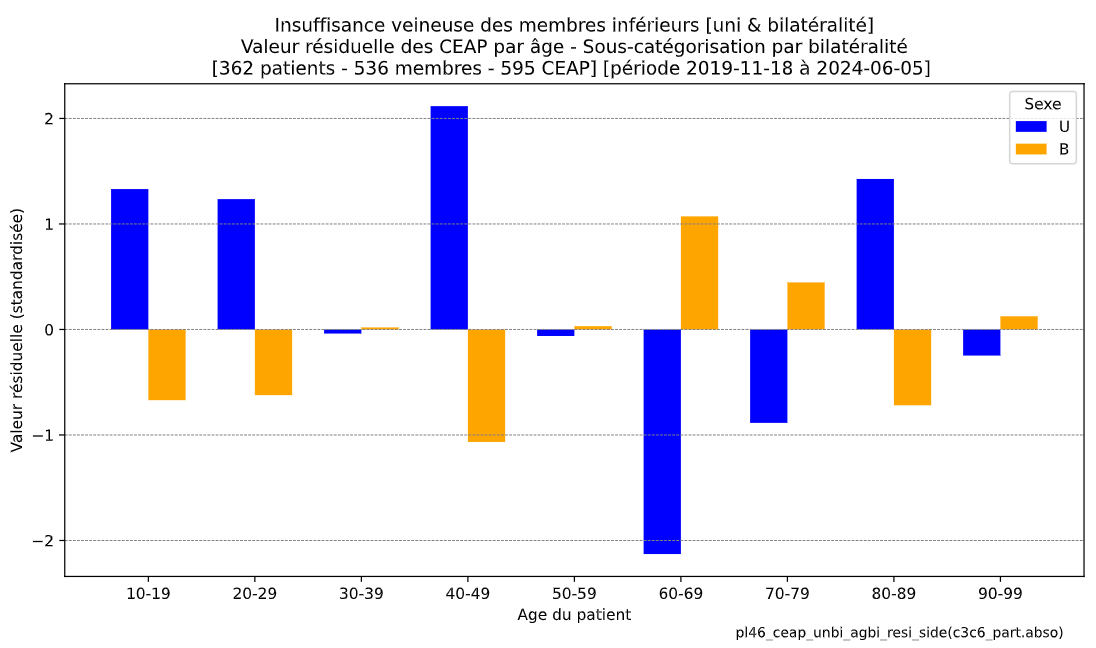 Insuffisance veineuse des membres inférieurs [uni & bilatéralité]
Valeur résiduelle des CEAP par âge - Sous-catégorisation par bilatéralité
[362 patients - 536 membres - 595 CEAP] [période 2019-11-18 à 2024-06-05]
Sexe
U
B
Valeur résiduelle (standardisée)
2
1
0
−1
−2
10-19 20-29 30-39 40-49 50-59 60-69 70-79 80-89 90-99
Age du patient
pl46_ceap_unbi_agbi_resi_side(c3c6_part.abso)